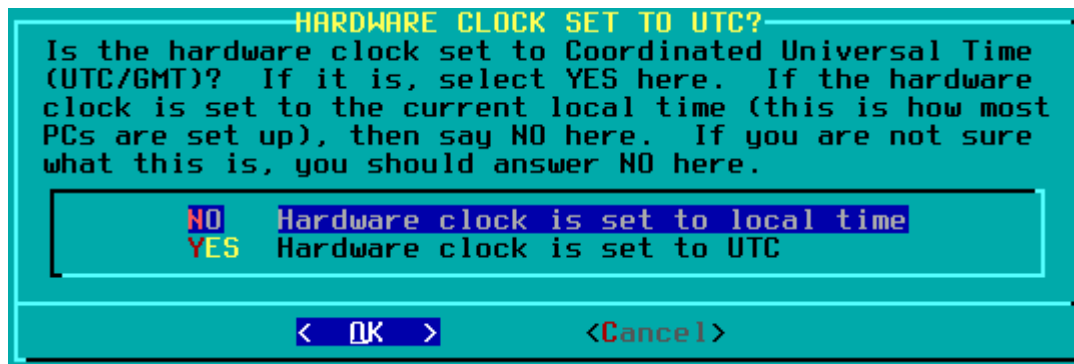 HARDWARE CLOCK SET TO UTC?
Is the hardware clock set to Coordinated Universal Time
(UTC/GMT)?  If it is, select YES here.  If the hardware
clock is set to the current local time (this is how most
PCs are set up), then say NO here.  If you are not sure
what this is, you should answer NO here.
NO   Hardware clock is set to local time
YES  Hardware clock is set to UTC
<  OK  >         <Cancel>